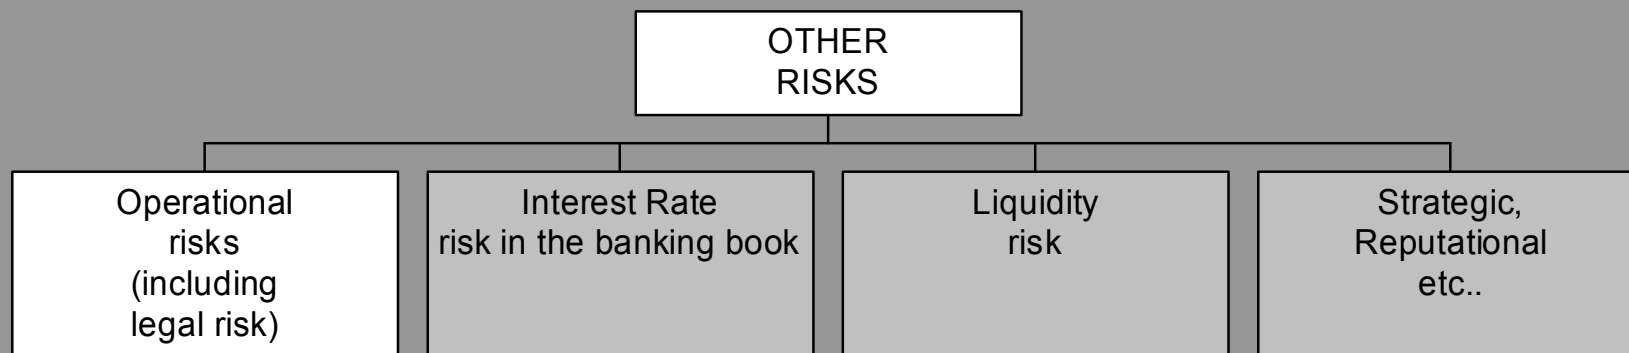 OTHER
RISKS
Operational
risks
(including
legal risk)
Interest Rate
risk in the banking book
Liquidity
risk
Strategic,
Reputational
etc..